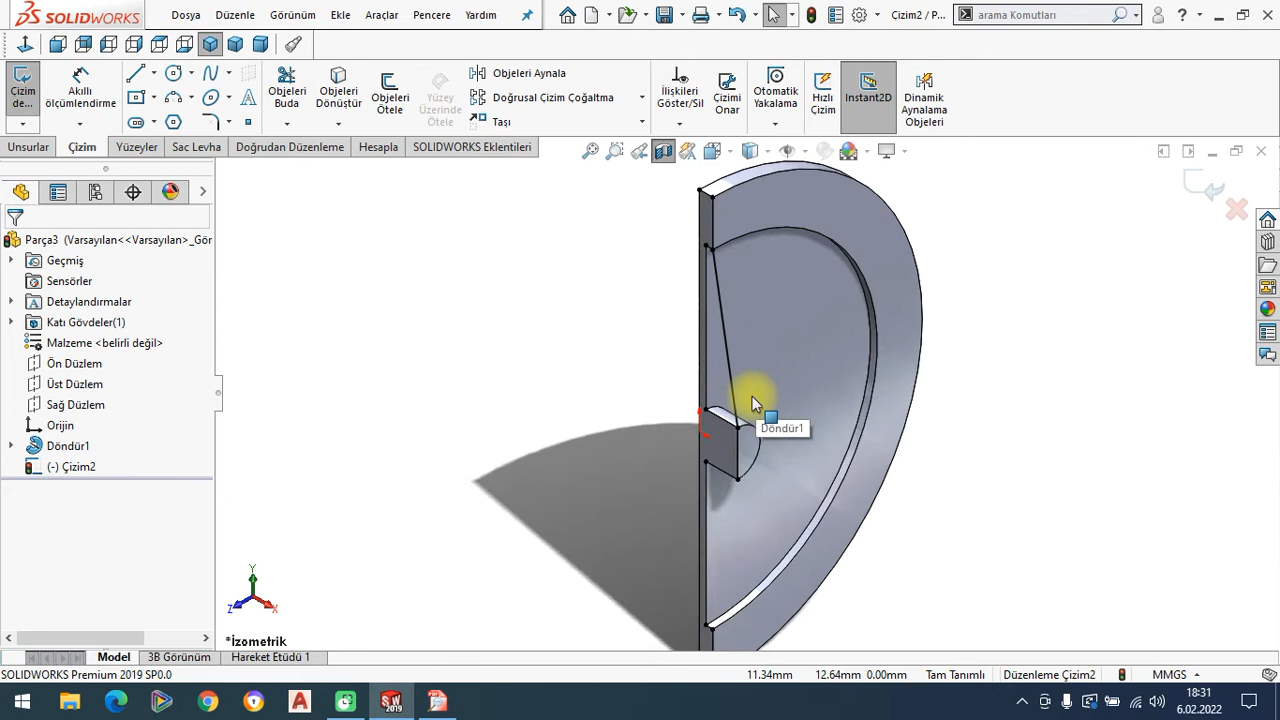 SOLIDWORKS
Dosya Düzenle Görünüm Ekle Araçlar Pencere Yardım
Çizim2 / P...
arama Komutları
Çizim de...
Akıllı ölçümlendirme
Objeleri Buda
Objeleri Dönüştür
Objeleri Ötele
Yüzey Üzerinde Ötele
Objeleri Aynala
Doğrusal Çizim Çoğaltma
Taşı
İlişkileri Göster/Sil
Çizimi Onar
Otomatik Yakalama
Hızlı Çizim
Instant2D
Dinamik Aynalama Objeleri
Unsurlar Çizim Yüzeyler Sac Levha Doğrudan Düzenleme Hesapla SOLIDWORKS Eklentileri
Parça3 (Varsayılan<<Varsayılan>_Gör
Geçmiş
Sensörler
Detaylandırmalar
Katı Gövdeler(1)
Malzeme <belirli değil>
Ön Düzlem
Üst Düzlem
Sağ Düzlem
Orijin
Döndür1
(-) Çizim2
Döndür1
Y
Z
X
*İzometrik
Model 3B Görünüm Hareket Etüdü 1
SOLIDWORKS Premium 2019 SP0.0
11.34mm 12.64mm 0.00mm Tam Tanımlı Düzenleme Çizim2 MMGS
18:31
6.02.2022